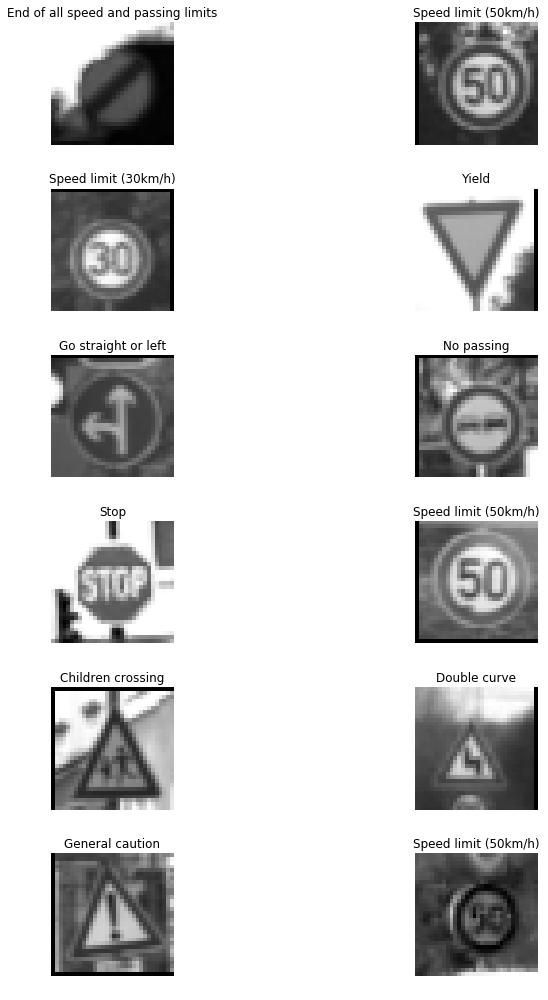 End of all speed and passing limits
Speed limit (50km/h)
50
Speed limit (30km/h)
30
Yield
Go straight or left
No passing
Stop
STOP
Speed limit (50km/h)
50
Children crossing
Double curve
General caution
!
Speed limit (50km/h)